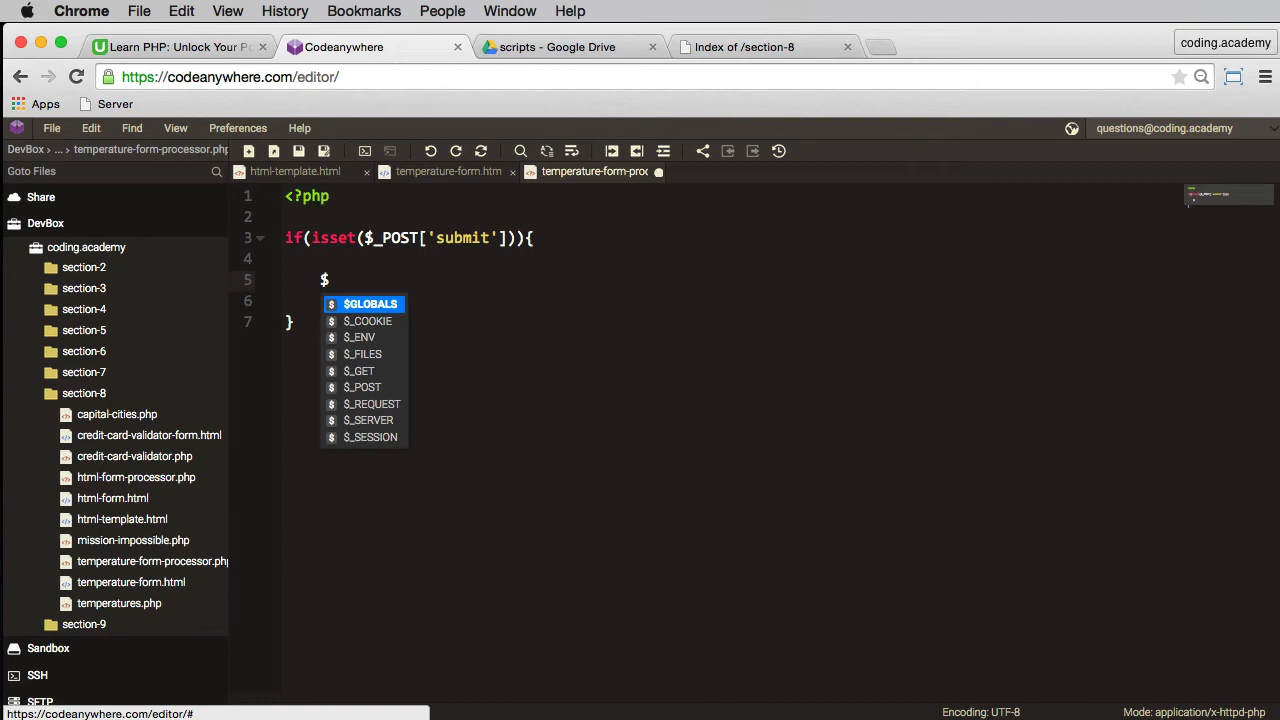 Chrome File Edit View History Bookmarks People Window Help
Learn PHP: Unlock Your P
Codeanywhere
scripts - Google Drive
Index of /section-8
coding.academy
https://codeanywhere.com/editor/
Apps Server
File Edit Find View Preferences Help
questions@coding.academy
DevBox > ... > temperature-form-processor.php
Goto Files
html-template.html
temperature-form.htm
temperature-form-proc
Share
DevBox
coding.academy
section-2
section-3
section-4
section-5
section-6
section-7
section-8
capital-cities.php
credit-card-validator-form.html
credit-card-validator.php
html-form-processor.php
html-form.html
html-template.html
mission-impossible.php
temperature-form-processor.php
temperature-form.html
temperatures.php
section-9
Sandbox
SSH
SFTP
1 <?php
2
3 if(isset($_POST['submit'])){
4
5 $
6
7 }
$ $GLOBALS
$ $_COOKIE
$ $_ENV
$ $_FILES
$ $_GET
$ $_POST
$ $_REQUEST
$ $_SERVER
$ $_SESSION
https://codeanywhere.com/editor/#
Encoding: UTF-8
Mode: application/x-httpd-php